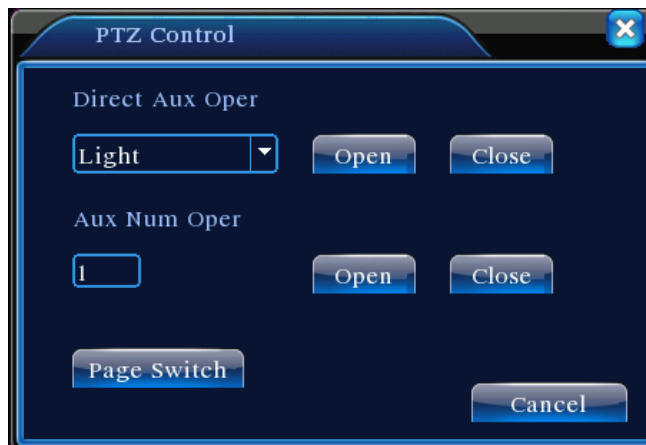 PTZ Control
Direct Aux Oper
Light Open Close
Aux Num Oper
1 Open Close
Page Switch
Cancel